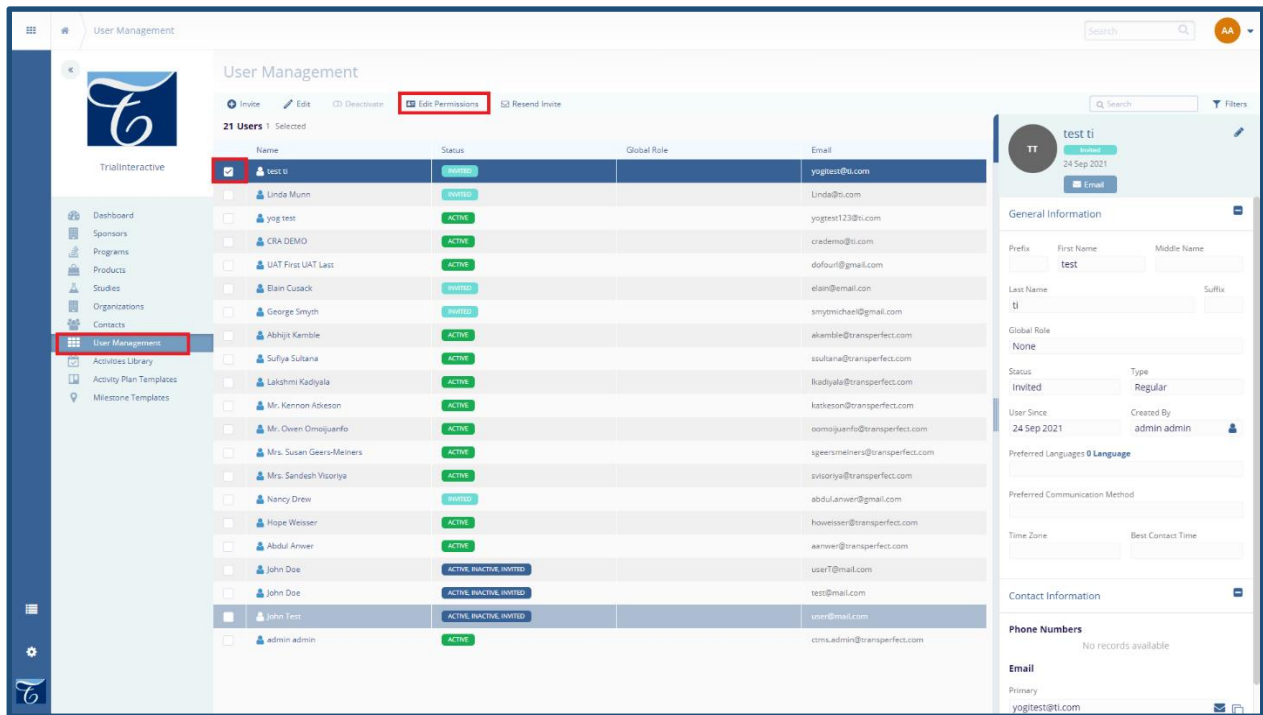 User Management
Search
AA
User Management
Invite Edit Deactivate Edit Permissions Resend Invite
Search
Filters
21 Users 1 Selected
Name Status Global Role Email
test ti INVITED yogitest@ti.com
Linda Munn INVITED Linda@ti.com
yog test ACTIVE yogtest123@ti.com
CRA DEMO ACTIVE crademo@ti.com
UAT First UAT Last ACTIVE dofourl@gmail.com
Elain Cusack INVITED elain@email.con
George Smyth INVITED smytmichael@gmail.com
Abhijit Kamble ACTIVE akamble@transperfect.com
Sufiya Sultana ACTIVE ssultana@transperfect.com
Lakshmi Kadiyala ACTIVE lkadiyala@transperfect.com
Mr. Kennon Atkeson ACTIVE katkeson@transperfect.com
Mr. Owen Omoijuanfo ACTIVE oomoijuanfo@transperfect.com
Mrs. Susan Geers-Meiners ACTIVE sgeersmeiners@transperfect.com
Mrs. Sandesh Visoriya ACTIVE svisoriya@transperfect.com
Nancy Drew INVITED abdul.anwer@gmail.com
Hope Weisser ACTIVE howeisser@transperfect.com
Abdul Anwer ACTIVE aanwer@transperfect.com
John Doe ACTIVE, INACTIVE, INVITED userT@mail.com
John Doe ACTIVE, INACTIVE, INVITED test@mail.com
John Test ACTIVE, INACTIVE, INVITED user@mail.com
admin admin ACTIVE ctms.admin@transperfect.com
Trialinteractive
Dashboard
Sponsors
Programs
Products
Studies
Organizations
Contacts
User Management
Activities Library
Activity Plan Templates
Milestone Templates
TT
test ti
Invited
24 Sep 2021
Email
General Information
Prefix First Name Middle Name
test
Last Name Suffix
ti
Global Role
None
Status Type
Invited Regular
User Since Created By
24 Sep 2021 admin admin
Preferred Languages 0 Language
Preferred Communication Method
Time Zone Best Contact Time
Contact Information
Phone Numbers
No records available
Email
Primary
yogitest@ti.com